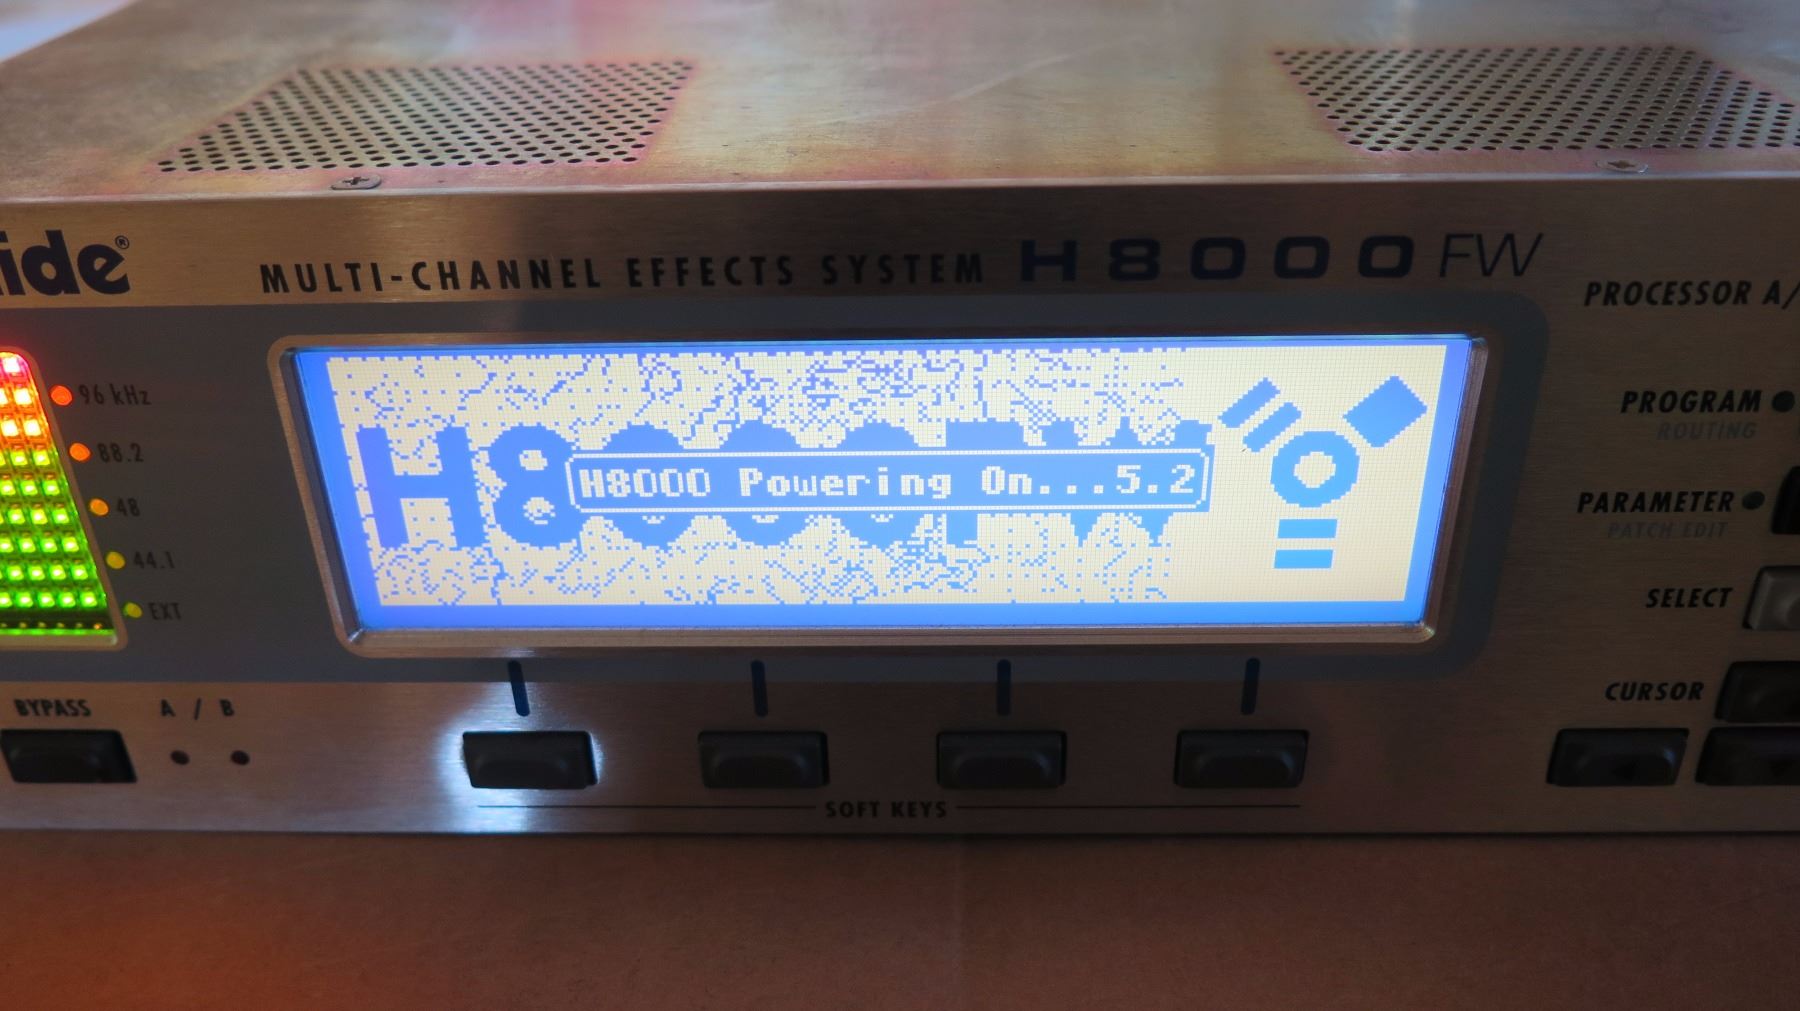 ide®
MULTI-CHANNEL EFFECTS SYSTEM H8000FW
PROCESSOR A/
96 kHz
88.2
48
44.1
EXT
H8
H8000 Powering On...5.2
PROGRAM
ROUTING
PARAMETER
PATCH EDIT
SELECT
CURSOR
BYPASS A / B
SOFT KEYS